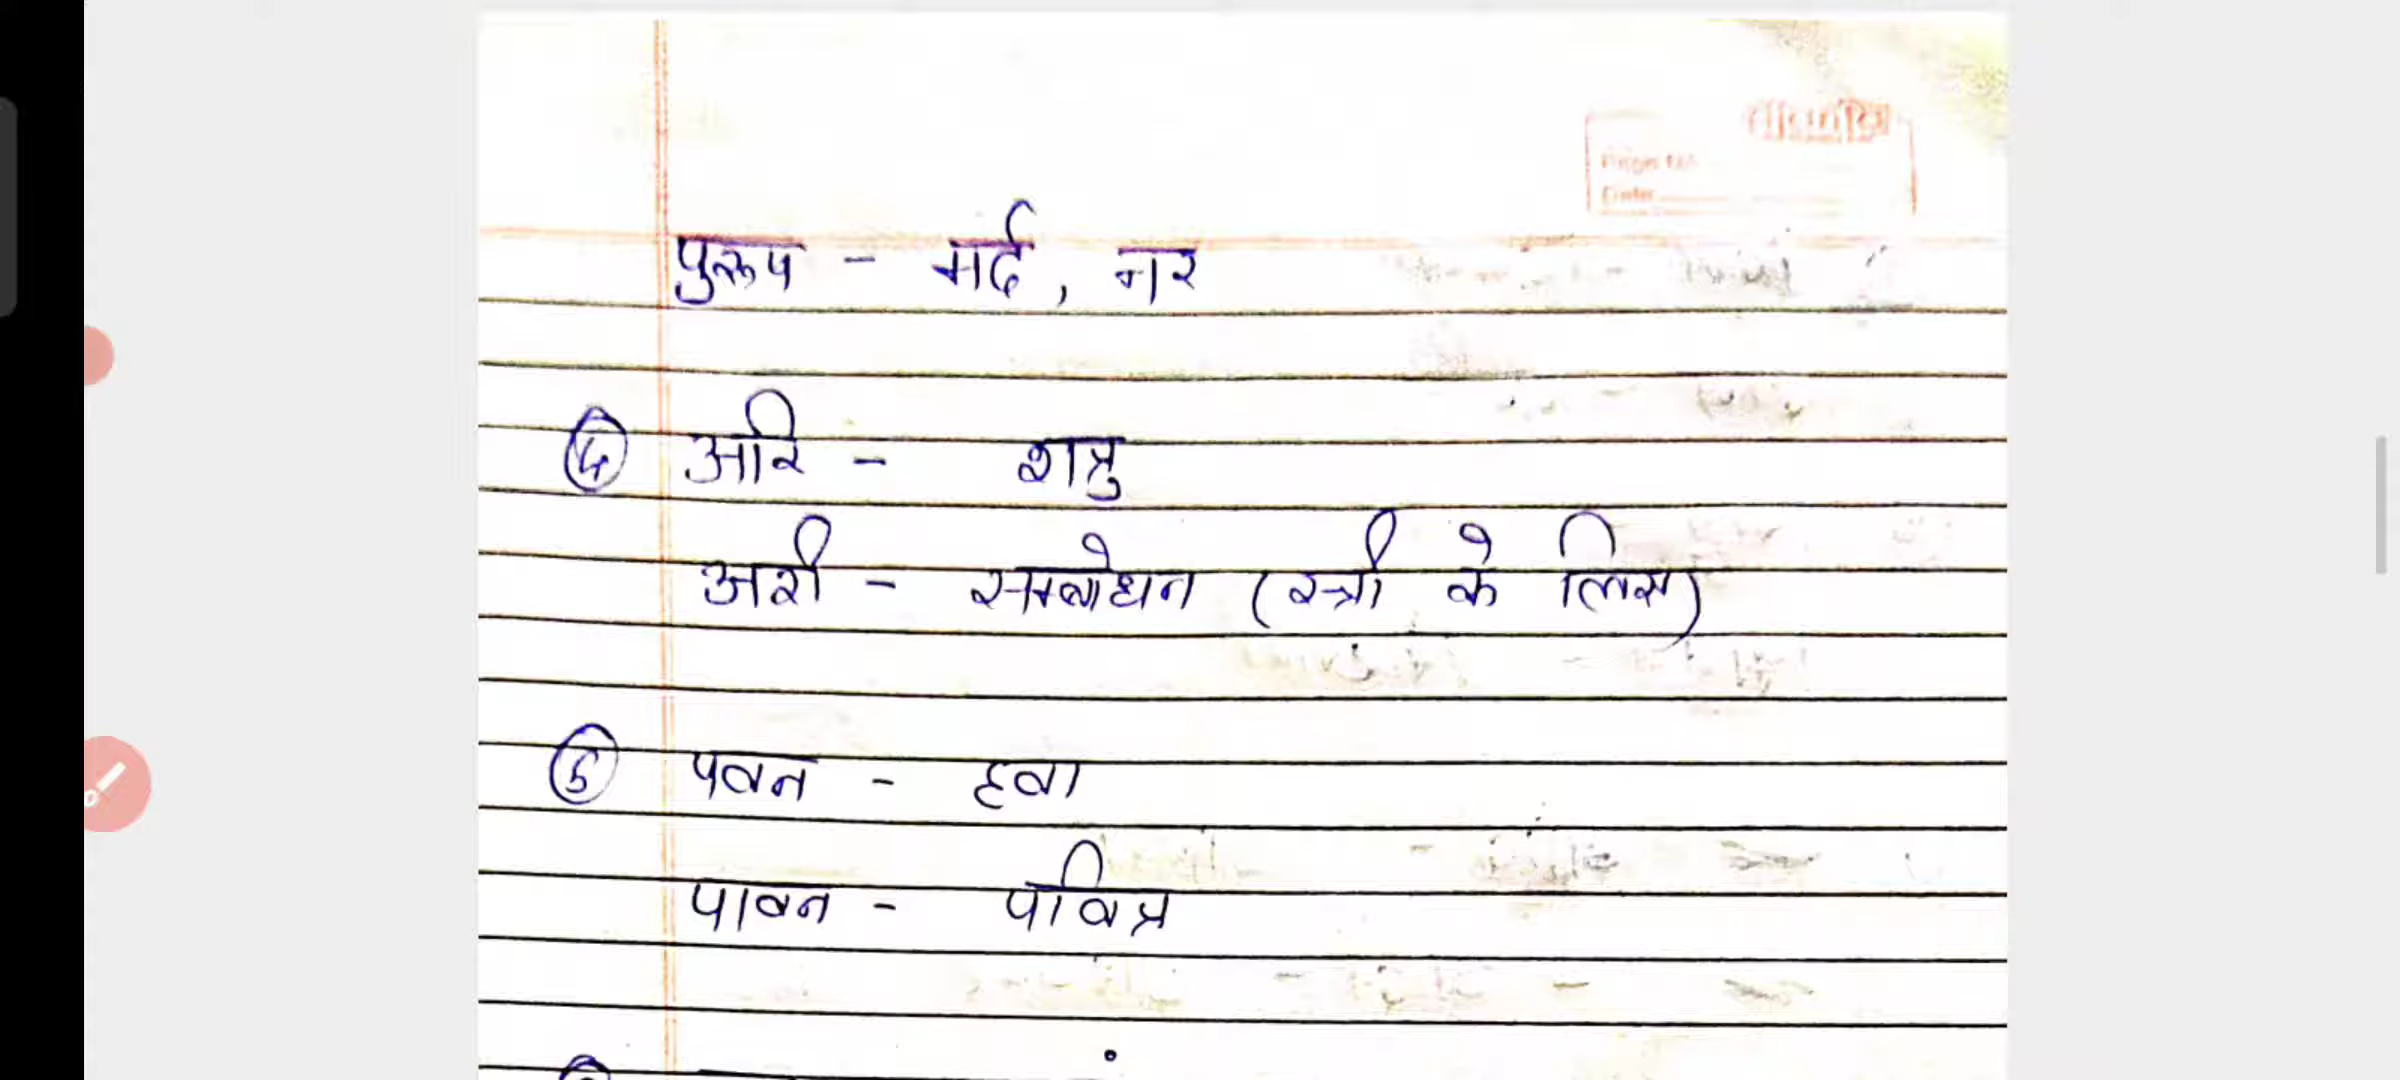 पुरूष - मर्द, नर
④ अरि - शत्रु
अरी - सम्बोधन (स्त्री के लिए)
⑤ पवन - हवा
पावन - पवित्र